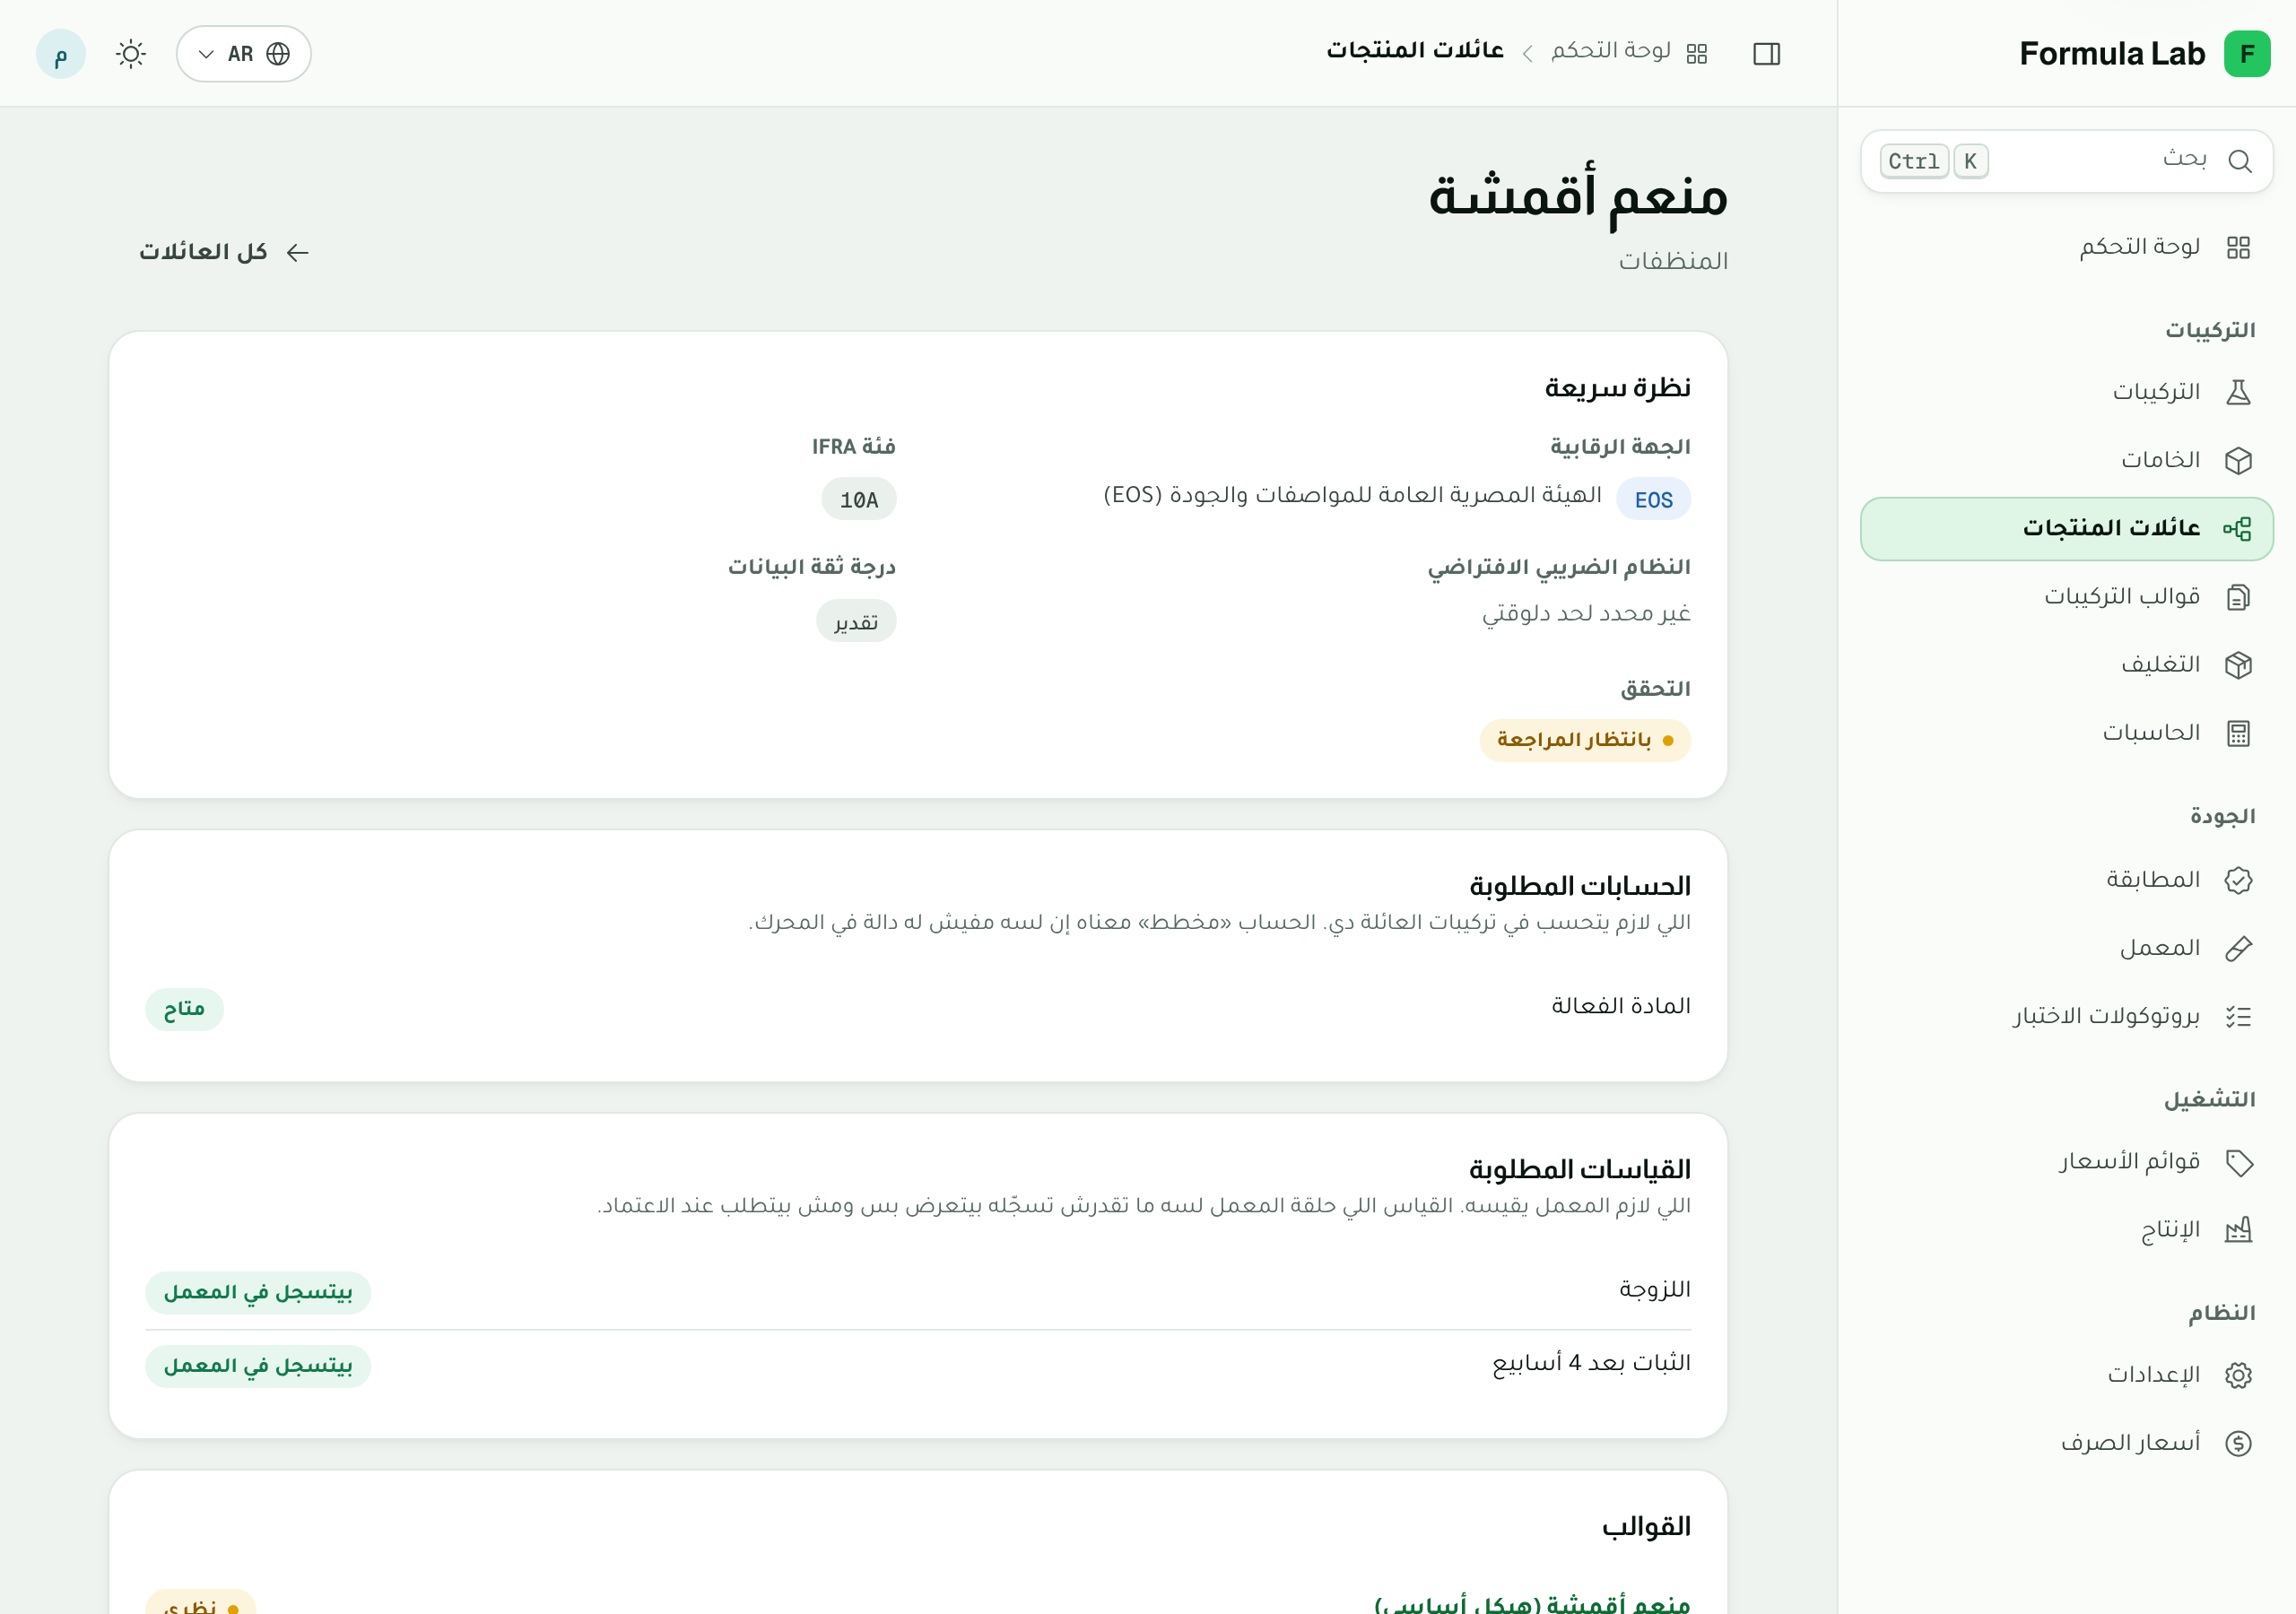 Formula Lab
F
بحث
Ctrl K
لوحة التحكم
التركيبات
التركيبات
الخامات
عائلات المنتجات
قوالب التركيبات
التغليف
الحاسبات
الجودة
المطابقة
المعمل
بروتوكولات الاختبار
التشغيل
قوائم الأسعار
الإنتاج
النظام
الإعدادات
أسعار الصرف
لوحة التحكم
عائلات المنتجات
AR
م
منعم أقمشة
المنظفات
كل العائلات
نظرة سريعة
الجهة الرقابية
EOS الهيئة المصرية العامة للمواصفات والجودة (EOS)
فئة IFRA
10A
النظام الضريبي الافتراضي
غير محدد لحد دلوقتي
درجة ثقة البيانات
تقدير
التحقق
بانتظار المراجعة
الحسابات المطلوبة
اللي لازم يتحسب في تركيبات العائلة دي. الحساب «مخطط» معناه إن لسه مفيش له دالة في المحرك.
المادة الفعالة
متاح
القياسات المطلوبة
اللي لازم المعمل يقيسه. القياس اللي حلقة المعمل لسه ما تقدرش تسجّله بيتعرض بس ومش بيتطلب عند الاعتماد.
اللزوجة
بيتسجل في المعمل
الثبات بعد 4 أسابيع
بيتسجل في المعمل
القوالب
منعم أقمشة (هيكل أساسي)
نظري